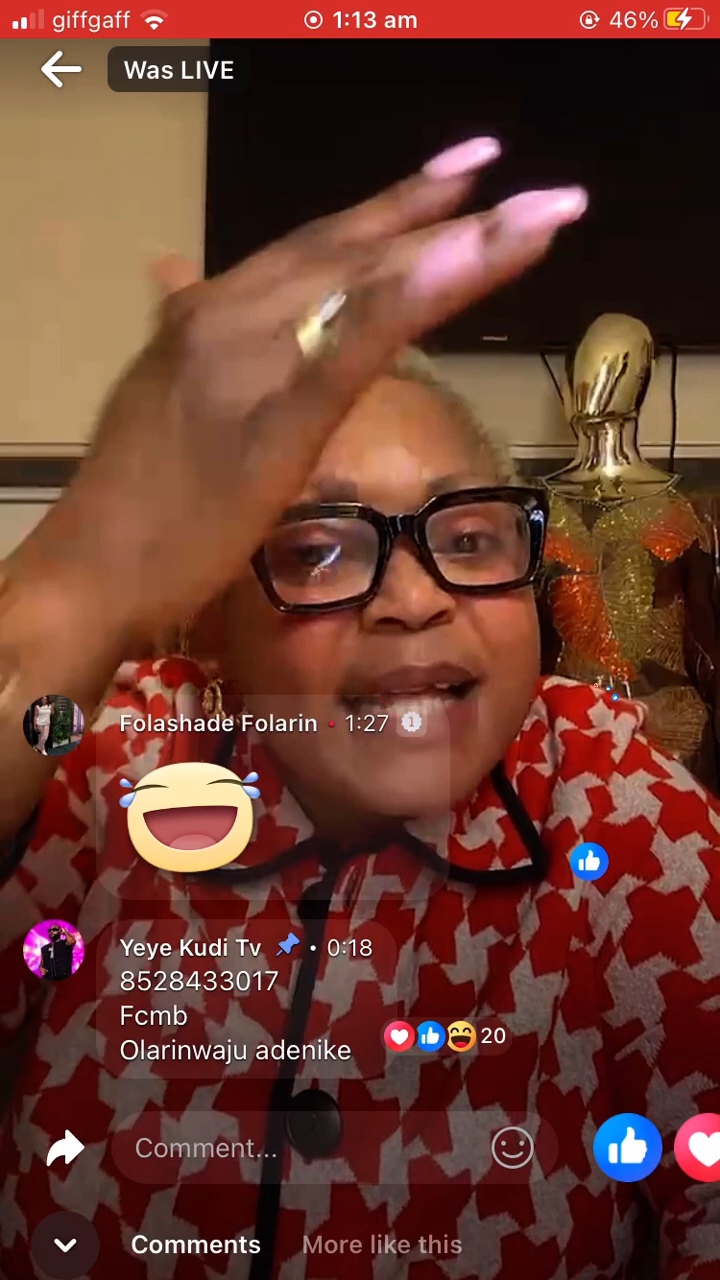 giffgaff
1:13 am
46%
Was LIVE
Folashade Folarin • 1:27
1
Yeye Kudi Tv • 0:18
8528433017
Fcmb
Olarinwaju adenike
20
Comment...
Comments
More like this